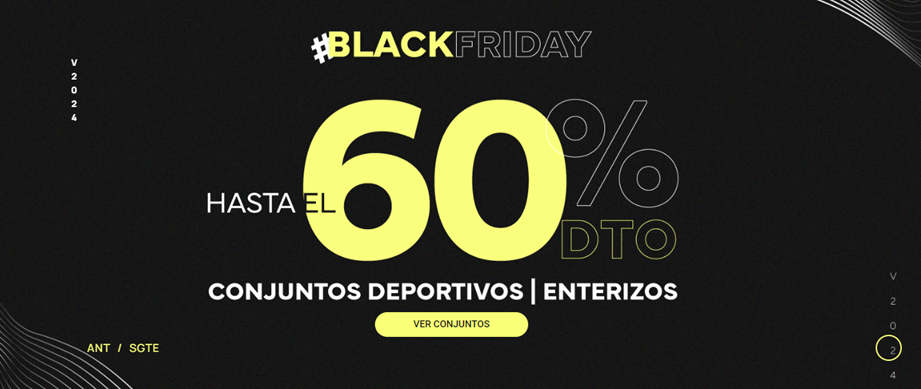 #BLACKFRIDAY
V
2
0
2
4
60%
HASTA EL
DTO
CONJUNTOS DEPORTIVOS | ENTERIZOS
VER CONJUNTOS
ANT / SGTE
V
2
0
2
4